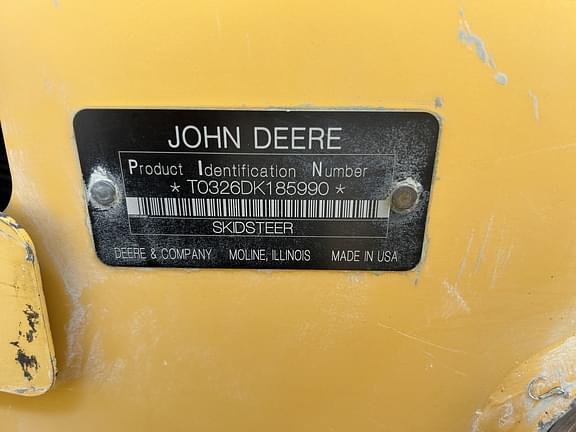 JOHN DEERE
Product Identification Number
* T0326DK185990 *
SKIDSTEER
DEERE & COMPANY MOLINE, ILLINOIS MADE IN USA